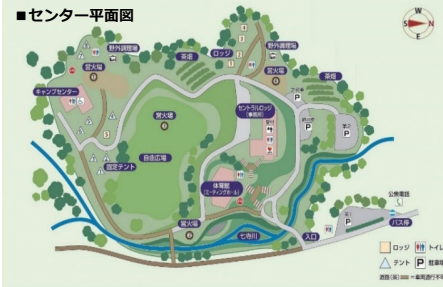 ■センター平面図
W
S
N
E
営火場
野外調理場
ロッジ
茶畑
野外調理場
営火場
キャンプセンター
茶畑
営火場
セントラルロッジ
(事務所)
受付
自由広場
固定テント
体育館
(ミーティングホール)
営火場
七寺川
入口
公衆電話
バス停
ロッジ
トイレ
テント
P
駐車場